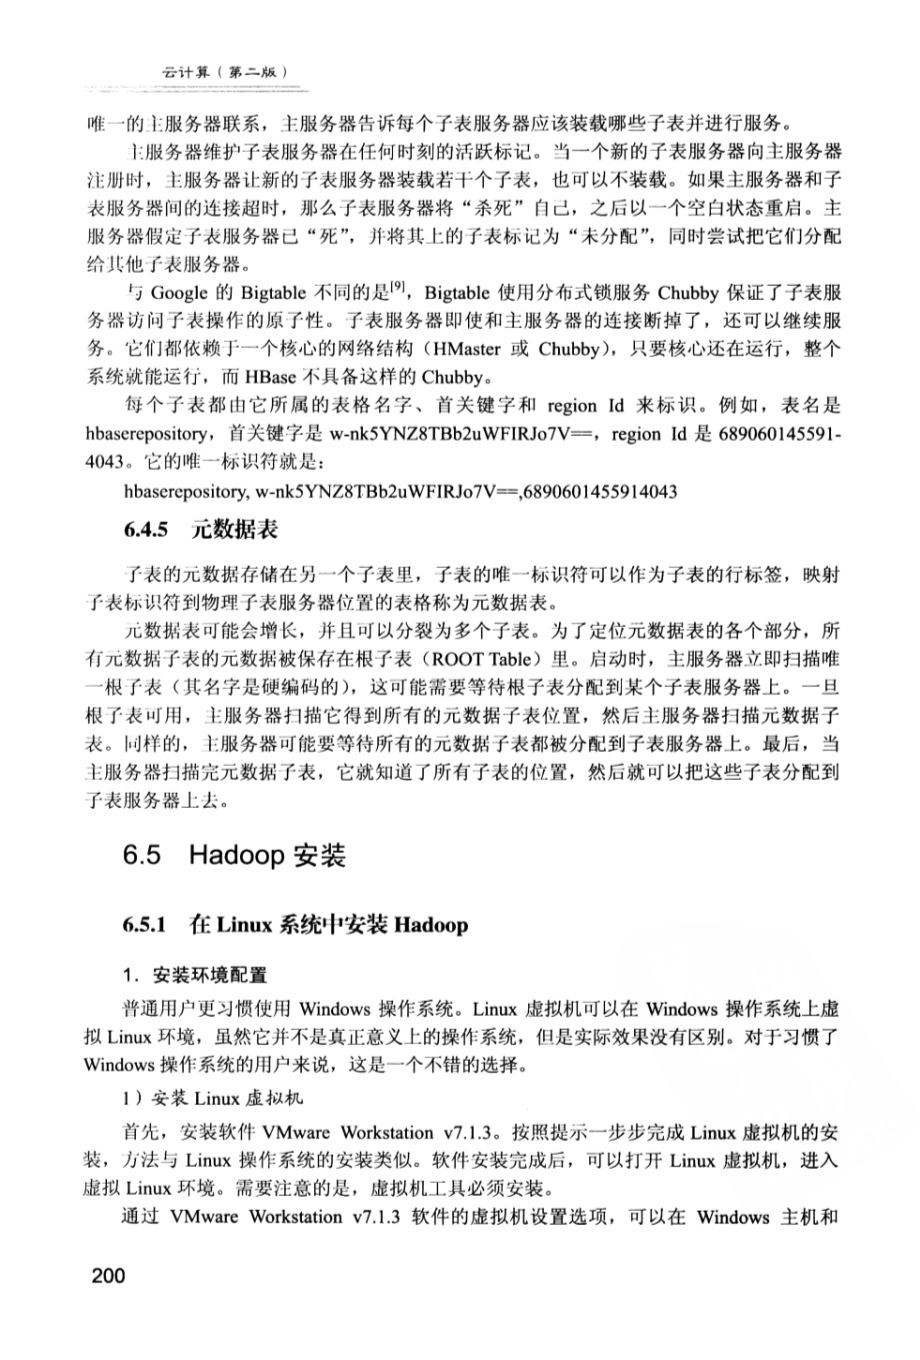 云计算（第二版）
唯一的主服务器联系，主服务器告诉每个子表服务器应该装载哪些子表并进行服务。
主服务器维护子表服务器在任何时刻的活跃标记。当一个新的子表服务器向主服务器
注册时，主服务器让新的子表服务器装载若干个子表，也可以不装载。如果主服务器和子
表服务器间的连接超时，那么子表服务器将“杀死”自己，之后以一个空白状态重启。主
服务器假定子表服务器已“死”，并将其上的子表标记为“未分配”，同时尝试把它们分配
给其他子表服务器。
与 Google 的 Bigtable 不同的是[9]，Bigtable 使用分布式锁服务 Chubby 保证了子表服
务器访问子表操作的原子性。子表服务器即使和主服务器的连接断掉了，还可以继续服
务。它们都依赖于一个核心的网络结构（HMaster 或 Chubby），只要核心还在运行，整个
系统就能运行，而 HBase 不具备这样的 Chubby。
每个子表都由它所属的表格名字、首关键字和 region Id 来标识。例如，表名是
hbaserepository，首关键字是 w-nk5YNZ8TBb2uWFIRJo7V==，region Id 是 689060145591-
4043。它的唯一标识符就是：
hbaserepository, w-nk5YNZ8TBb2uWFIRJo7V==,6890601455914043
6.4.5 元数据表
子表的元数据存储在另一个子表里，子表的唯一标识符可以作为子表的行标签，映射
子表标识符到物理子表服务器位置的表格称为元数据表。
元数据表可能会增长，并且可以分裂为多个子表。为了定位元数据表的各个部分，所
有元数据子表的元数据被保存在根子表（ROOT Table）里。启动时，主服务器立即扫描唯
一根子表（其名字是硬编码的），这可能需要等待根子表分配到某个子表服务器上。一旦
根子表可用，主服务器扫描它得到所有的元数据子表位置，然后主服务器扫描元数据子
表。同样的，主服务器可能要等待所有的元数据子表都被分配到子表服务器上。最后，当
主服务器扫描完元数据子表，它就知道了所有子表的位置，然后就可以把这些子表分配到
子表服务器上去。
6.5 Hadoop 安装
6.5.1 在 Linux 系统中安装 Hadoop
1．安装环境配置
普通用户更习惯使用 Windows 操作系统。Linux 虚拟机可以在 Windows 操作系统上虚
拟 Linux 环境，虽然它并不是真正意义上的操作系统，但是实际效果没有区别。对于习惯了
Windows 操作系统的用户来说，这是一个不错的选择。
1）安装 Linux 虚拟机
首先，安装软件 VMware Workstation v7.1.3。按照提示一步步完成 Linux 虚拟机的安
装，方法与 Linux 操作系统的安装类似。软件安装完成后，可以打开 Linux 虚拟机，进入
虚拟 Linux 环境。需要注意的是，虚拟机工具必须安装。
通过 VMware Workstation v7.1.3 软件的虚拟机设置选项，可以在 Windows 主机和
200